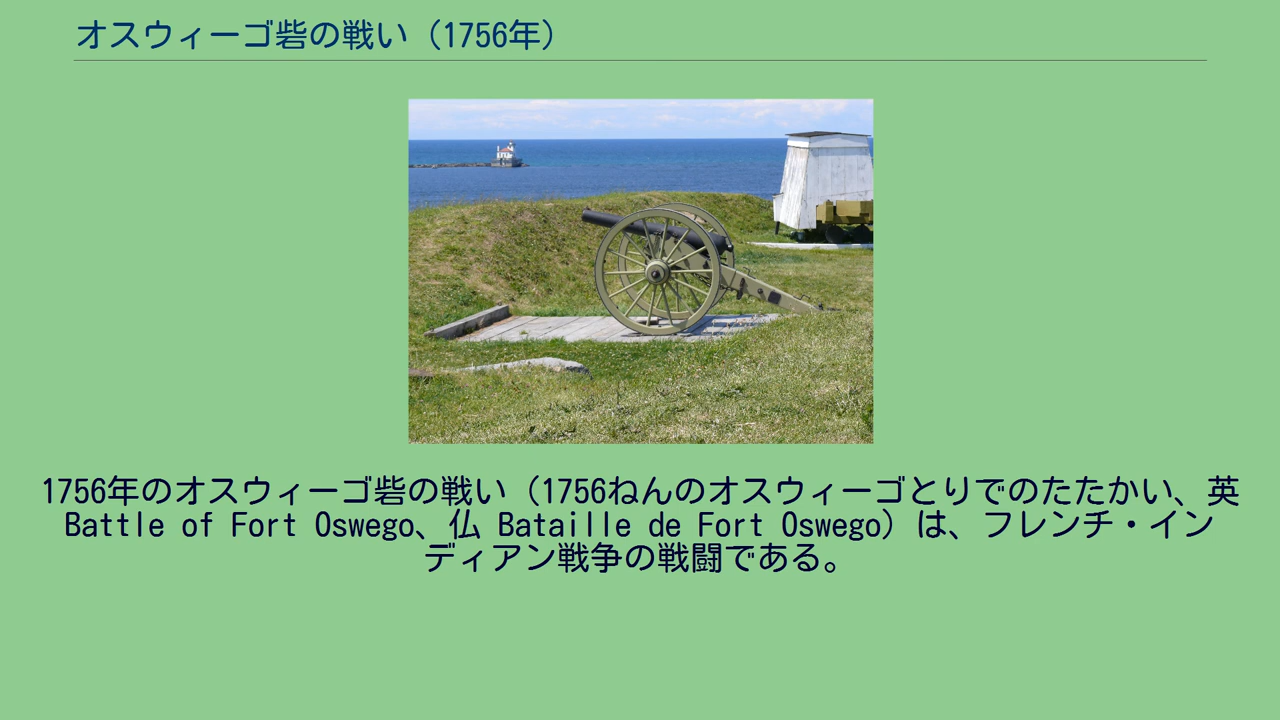 オスウィーゴ砦の戦い（1756年）
1756年のオスウィーゴ砦の戦い（1756ねんのオスウィーゴとりでのたたかい、英
Battle of Fort Oswego、仏 Bataille de Fort Oswego）は、フレンチ・イン
ディアン戦争の戦闘である。